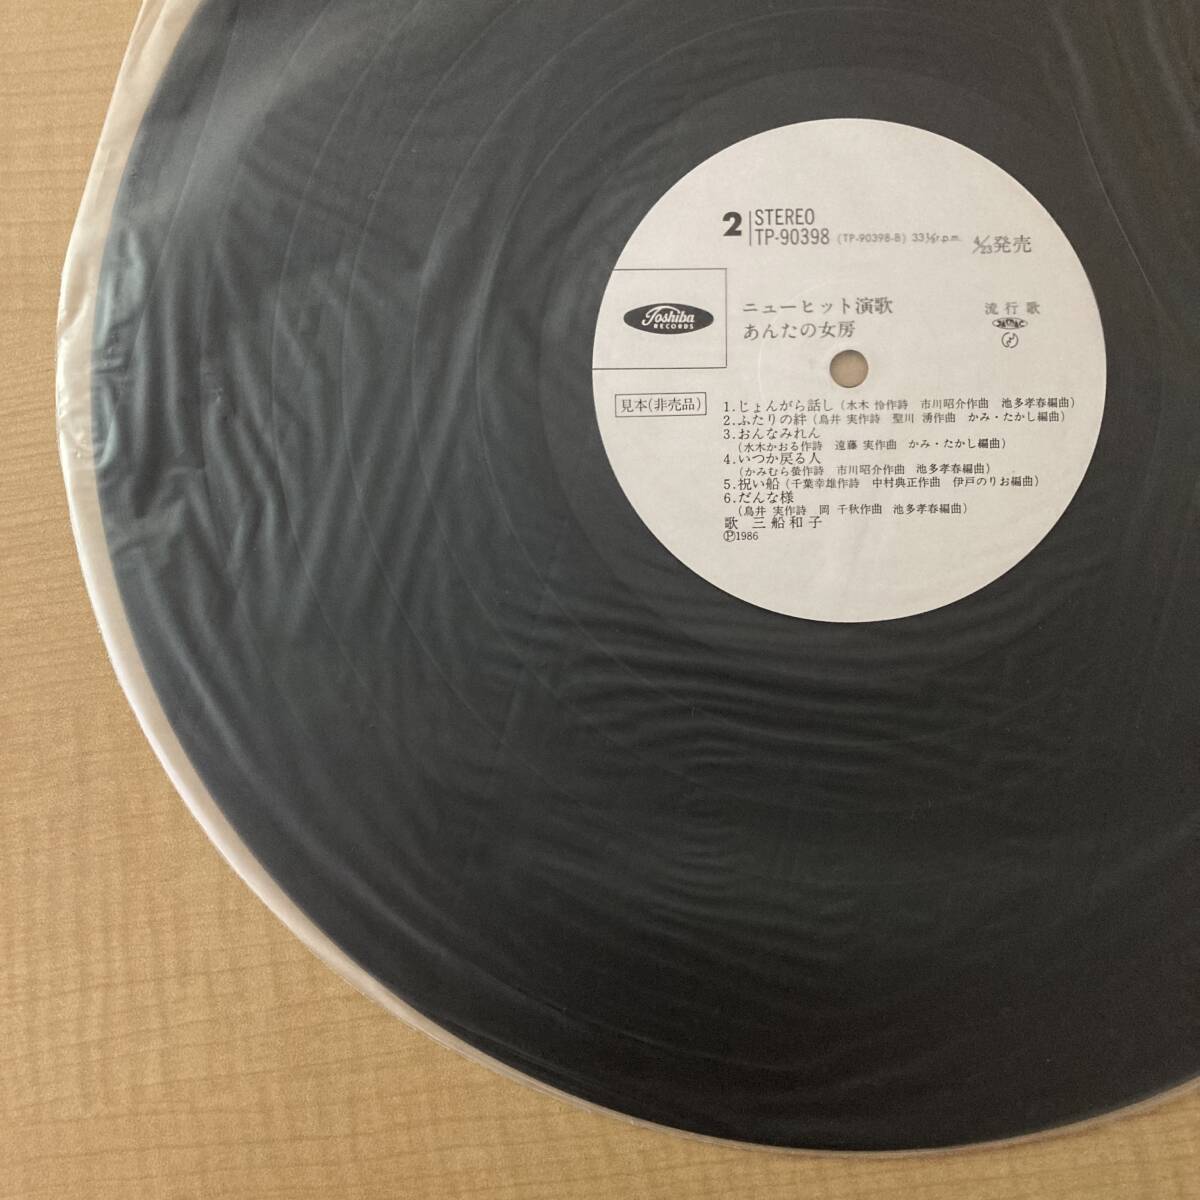 2 STEREO
TP-90398 (TP-90398-B) 33⅓r.p.m. 4/23発売
Toshiba
RECORDS
ニューヒット演歌
あんたの女房
流行歌
見本(非売品)
1.じょんがら話し(水木 怜作詩 市川昭介作曲 池多孝春編曲)
2.ふたりの絆(鳥井 実作詩 聖川 湧作曲 かみ・たかし編曲)
3.おんなみれん
(水木かおる作詩 遠藤 実作曲 かみ・たかし編曲)
4.いつか戻る人
(かみむら螢作詩 市川昭介作曲 池多孝春編曲)
5.祝い船(千葉幸雄作詩 中村典正作曲 伊戸のりお編曲)
6.だんな様
(鳥井 実作詩 岡 千秋作曲 池多孝春編曲)
歌 三船和子
Ⓟ1986